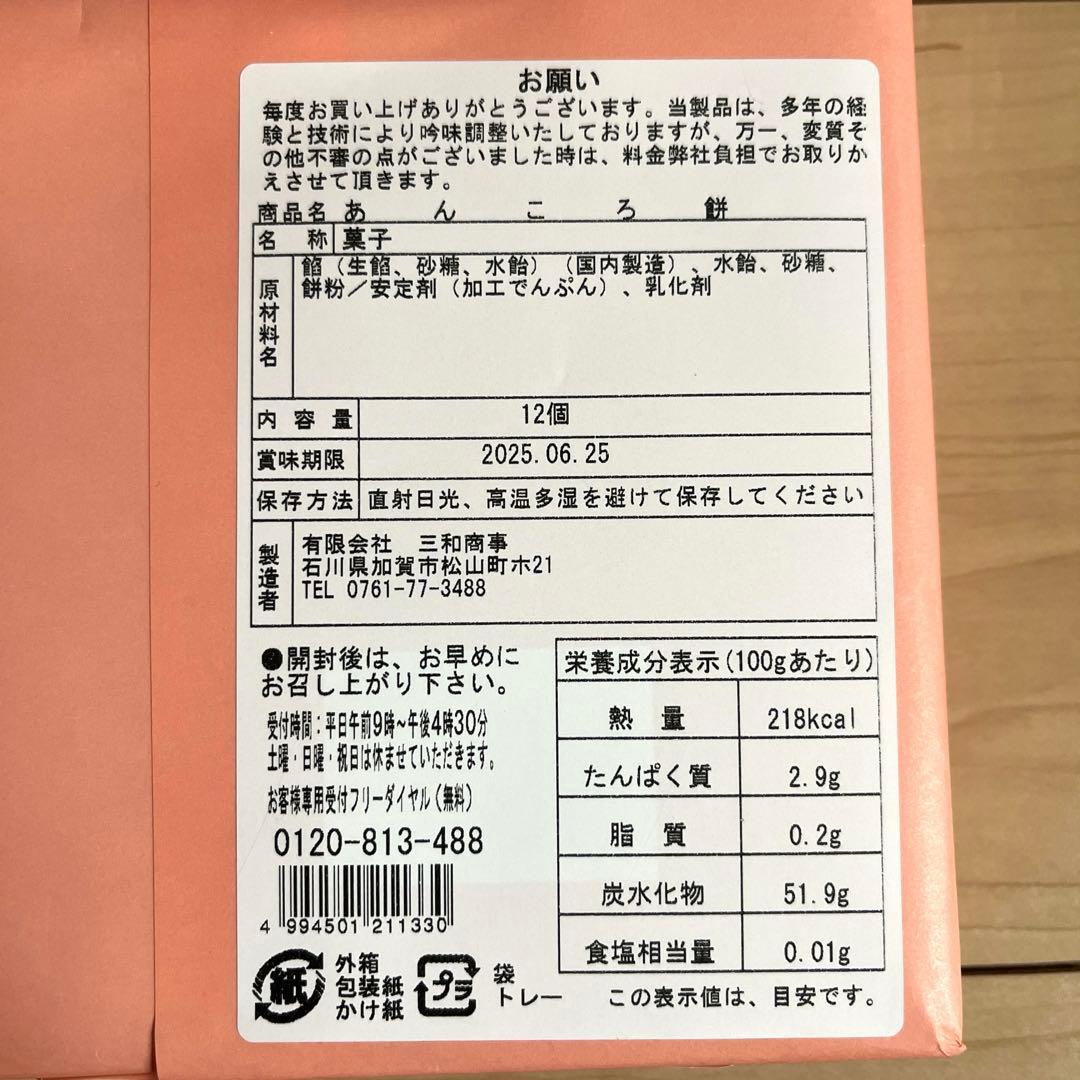 お願い
毎度お買い上げありがとうございます。当製品は、多年の経
験と技術により吟味調整いたしておりますが、万一、変質そ
の他不審の点がございました時は、料金弊社負担でお取りか
えさせて頂きます。
商品名 あんころ餅
名称 菓子
原材料名 餡（生餡、砂糖、水飴）（国内製造）、水飴、砂糖、
餅粉／安定剤（加工でんぷん）、乳化剤
内容量 12個
賞味期限 2025.06.25
保存方法 直射日光、高温多湿を避けて保存してください
製造者 有限会社 三和商事
石川県加賀市松山町ホ21
TEL 0761-77-3488
●開封後は、お早めに
お召し上がり下さい。
受付時間：平日午前9時～午後4時30分
土曜・日曜・祝日は休ませていただきます。
お客様専用受付フリーダイヤル（無料）
0120-813-488
4 994501 211330
紙 外箱
包装紙
かけ紙
プラ 袋
トレー
栄養成分表示(100gあたり)
熱量 218kcal
たんぱく質 2.9g
脂質 0.2g
炭水化物 51.9g
食塩相当量 0.01g
この表示値は、目安です。